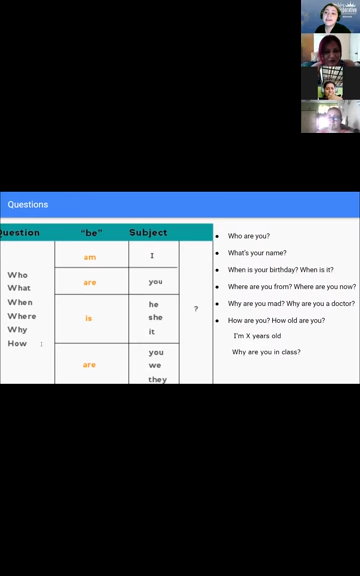 Questions
Question "be" Subject
am I
Who
are you
What
he
When
she
Where
is
it
?
Why
How
you
are
we
they
Who are you?
What's your name?
When is your birthday? When is it?
Where are you from? Where are you now?
Why are you mad? Why are you a doctor?
How are you? How old are you?
I'm X years old
Why are you in class?